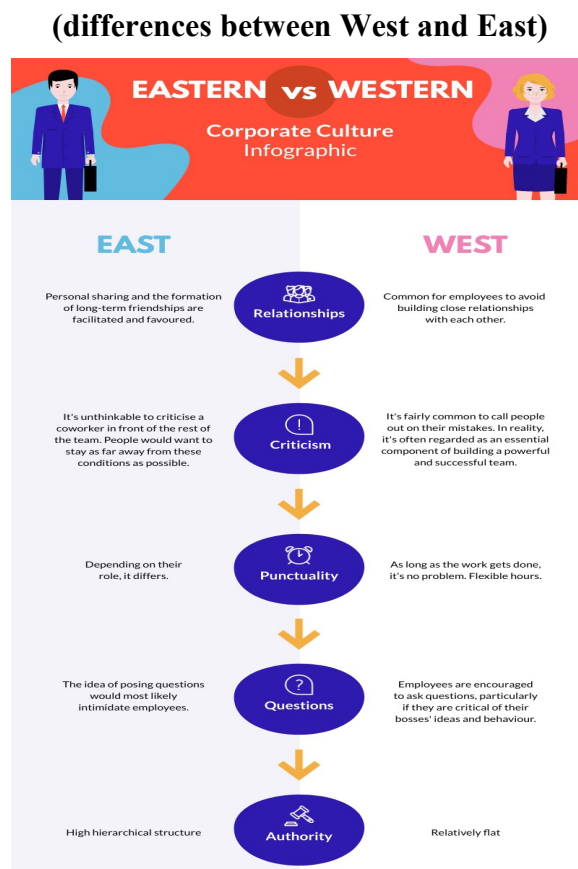 (differences between West and East)
EASTERN vs WESTERN
Corporate Culture
Infographic
EAST
WEST
Personal sharing and the formation
of long-term friendships are
facilitated and favoured.
Relationships
Common for employees to avoid
building close relationships
with each other.
It's unthinkable to criticise a
coworker in front of the rest of
the team. People would want to
stay as far away from these
conditions as possible.
!
Criticism
It's fairly common to call people
out on their mistakes. In reality,
it's often regarded as an essential
component of building a powerful
and successful team.
Depending on their
role, it differs.
Punctuality
As long as the work gets done,
it's no problem. Flexible hours.
The idea of posing questions
would most likely
intimidate employees.
?
Questions
Employees are encouraged
to ask questions, particularly
if they are critical of their
bosses' ideas and behaviour.
High hierarchical structure
Authority
Relatively flat